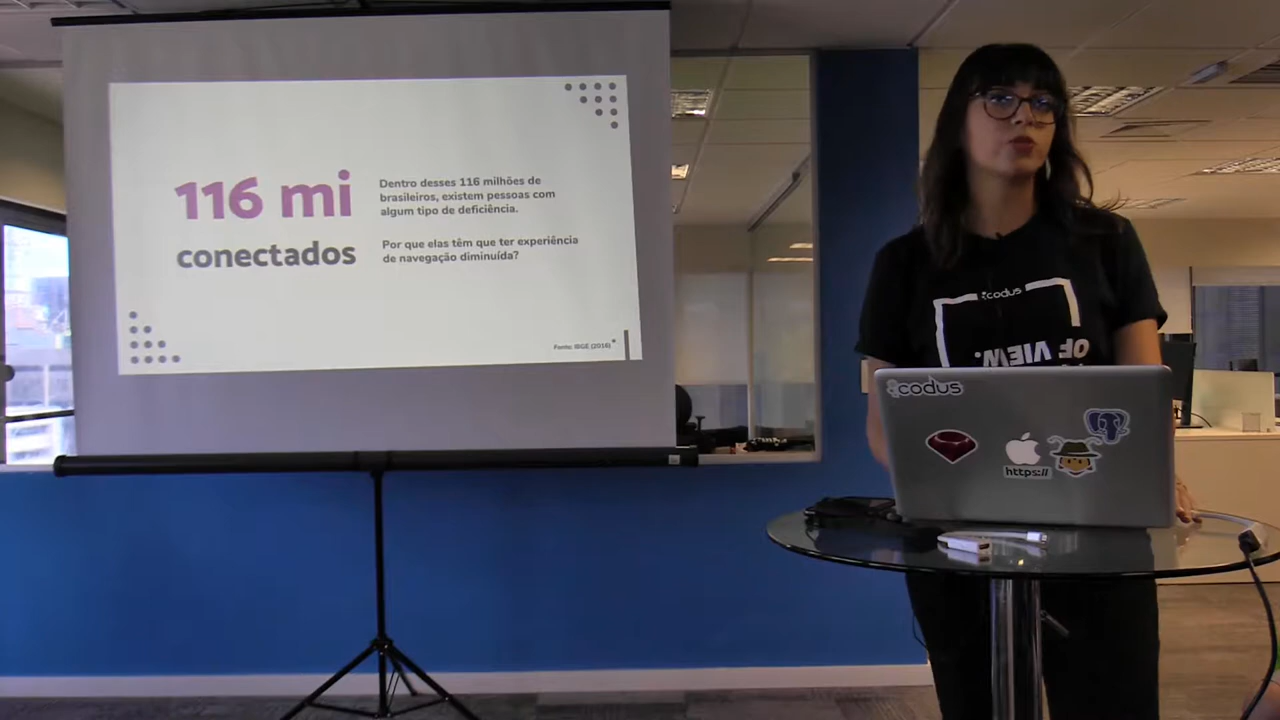 116 mi
conectados
Dentro desses 116 milhões de
brasileiros, existem pessoas com
algum tipo de deficiência.
Por que elas têm que ter experiência
de navegação diminuída?
Fonte: IBGE (2016)
codus
OF VIEW.
codus
https://